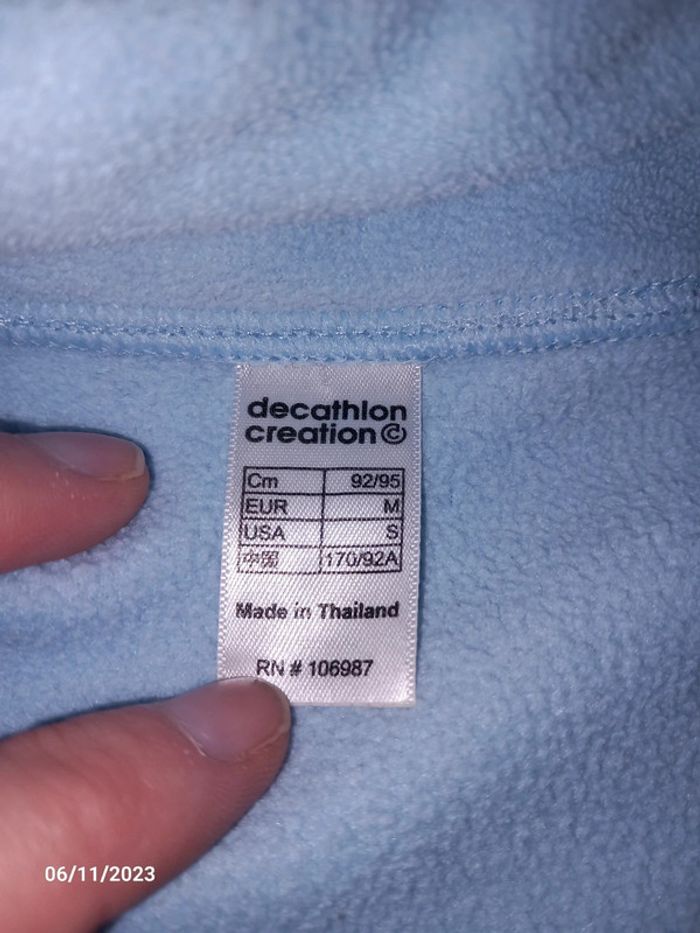 decathlon
creation ©
Cm 92/95
EUR M
USA S
中国 170/92A
Made in Thailand
RN # 106987
06/11/2023